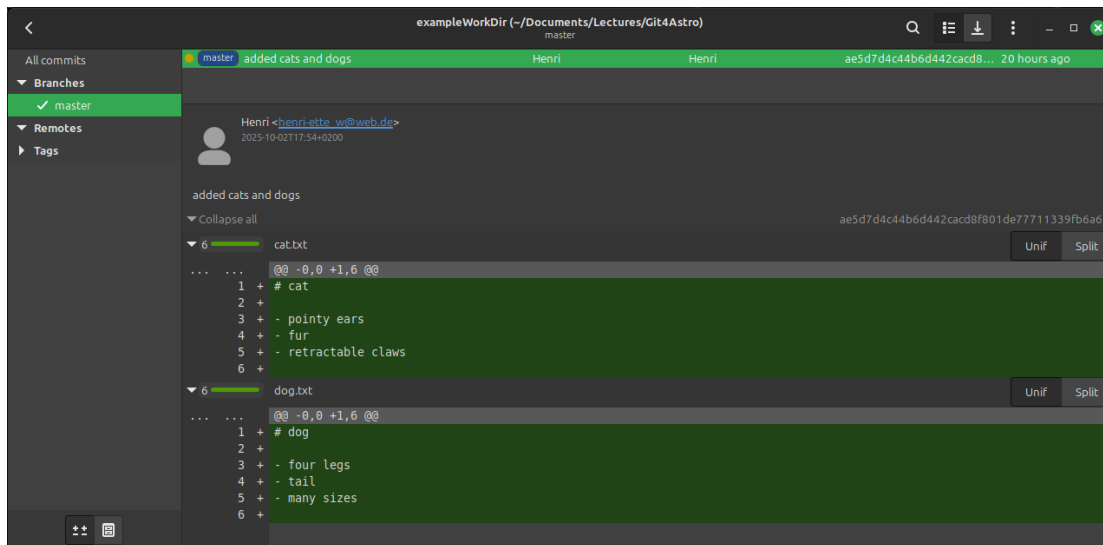 exampleWorkDir (~/Documents/Lectures/Git4Astro)
master
All commits
Branches
master
Remotes
Tags
master added cats and dogs Henri Henri ae5d7d4c44b6d442cacd8... 20 hours ago
Henri <henri-ette_w@web.de>
2025-10-02T17:54+0200
added cats and dogs
Collapse all ae5d7d4c44b6d442cacd8f801de77711339fb6a6
6 cat.txt Unif Split
... ... @@ -0,0 +1,6 @@
1 + # cat
2 +
3 + - pointy ears
4 + - fur
5 + - retractable claws
6 +
6 dog.txt Unif Split
... ... @@ -0,0 +1,6 @@
1 + # dog
2 +
3 + - four legs
4 + - tail
5 + - many sizes
6 +